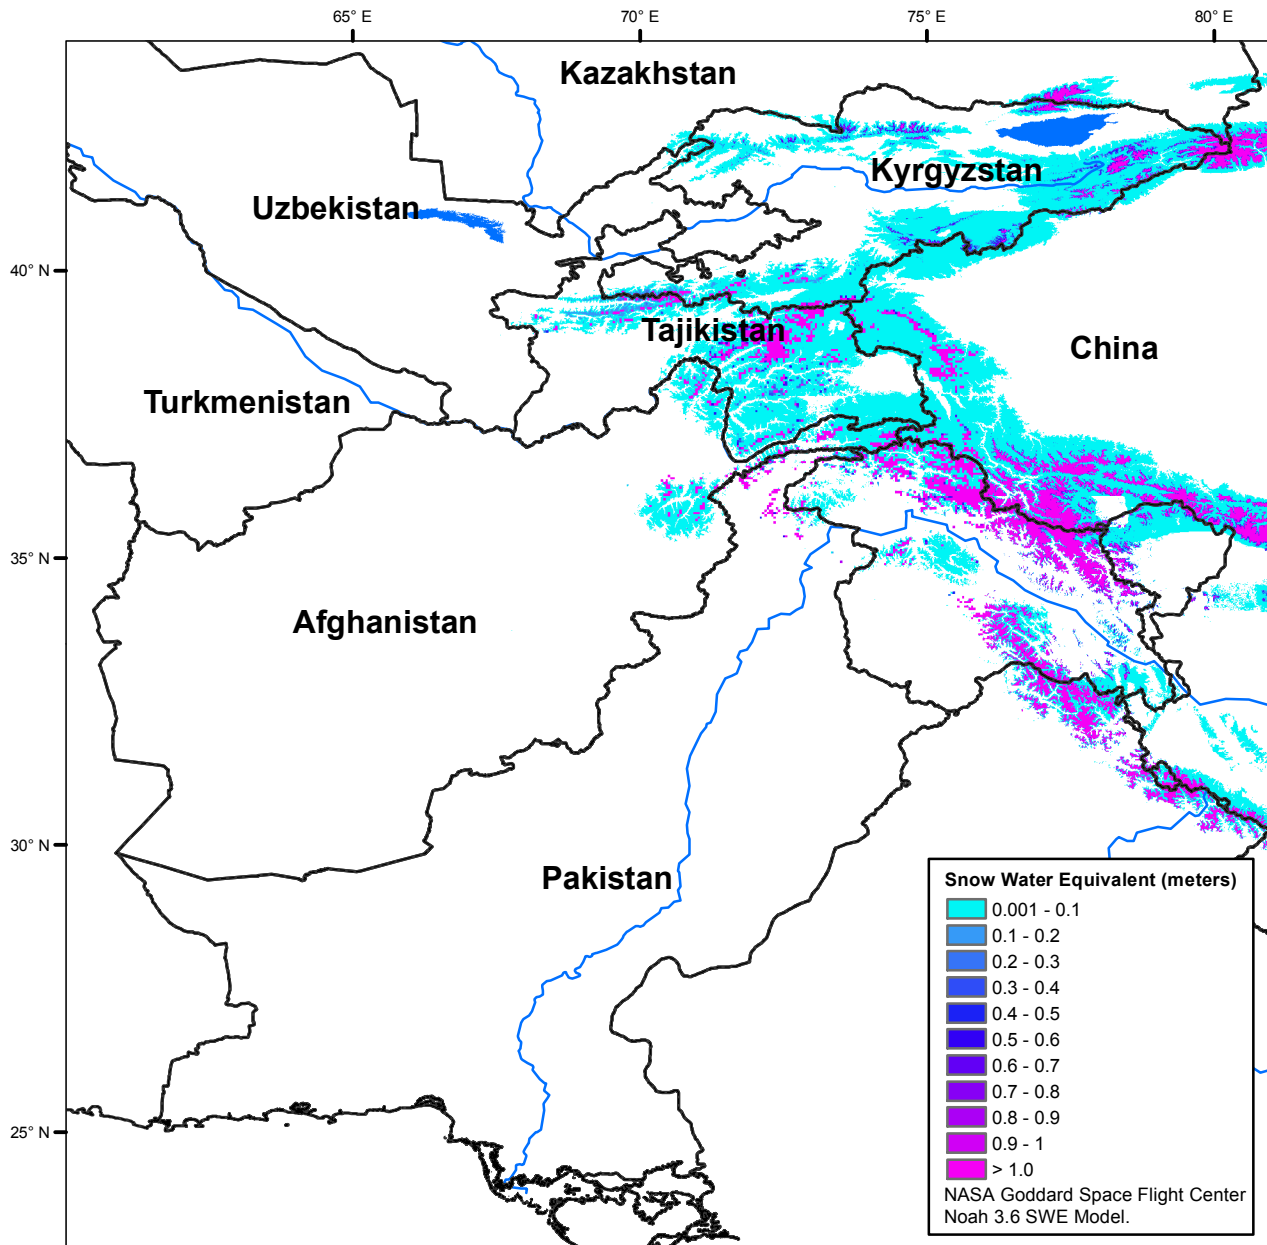 65° E
70° E
75° E
80° E
Kazakhstan
Kyrgyzstan
Uzbekistan
40° N
Tajikistan
China
Turkmenistan
35° N
Afghanistan
30° N
Pakistan
Snow Water Equivalent (meters)
0.001 - 0.1
0.1 - 0.2
0.2 - 0.3
0.3 - 0.4
0.4 - 0.5
0.5 - 0.6
0.6 - 0.7
0.7 - 0.8
0.8 - 0.9
0.9 - 1
> 1.0
NASA Goddard Space Flight Center
Noah 3.6 SWE Model.
25° N